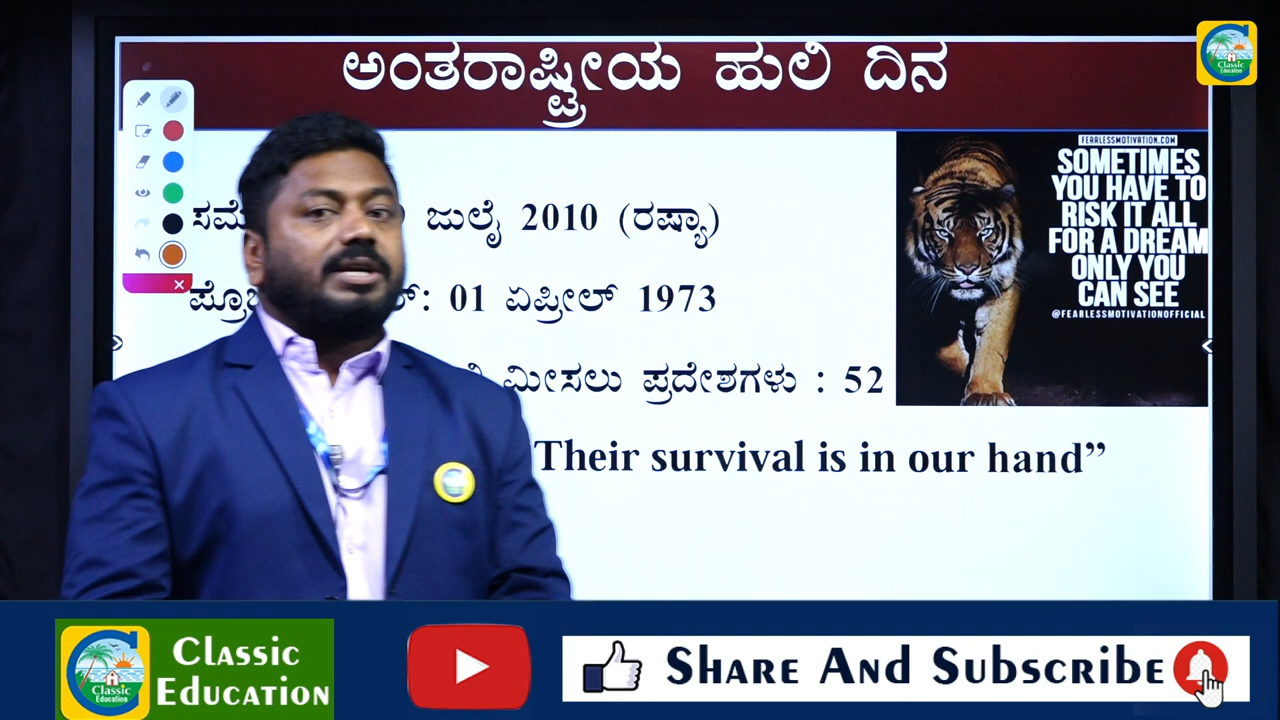 ಅಂತರಾಷ್ಟ್ರೀಯ ಹುಲಿ ದಿನ
Classic
Education
ಜುಲೈ 2010 (ರಷ್ಯಾ)
01 ಏಪ್ರೀಲ್ 1973
ಮೀಸಲು ಪ್ರದೇಶಗಳು : 52
Their survival is in our hand”
FEARLESSMOTIVATION.COM
SOMETIMES
YOU HAVE TO
RISK IT ALL
FOR A DREAM
ONLY YOU
CAN SEE
@FEARLESSMOTIVATIONOFFICIAL
Classic
Education
Classic
Education
Share And Subscribe